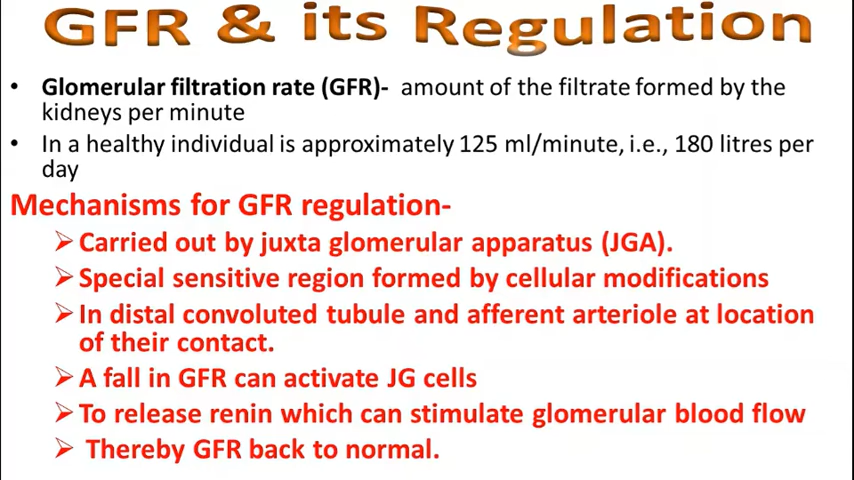 GFR & its Regulation
• Glomerular filtration rate (GFR)- amount of the filtrate formed by the
kidneys per minute
• In a healthy individual is approximately 125 ml/minute, i.e., 180 litres per
day
Mechanisms for GFR regulation-
➢ Carried out by juxta glomerular apparatus (JGA).
➢ Special sensitive region formed by cellular modifications
➢ In distal convoluted tubule and afferent arteriole at location
of their contact.
➢ A fall in GFR can activate JG cells
➢ To release renin which can stimulate glomerular blood flow
➢ Thereby GFR back to normal.